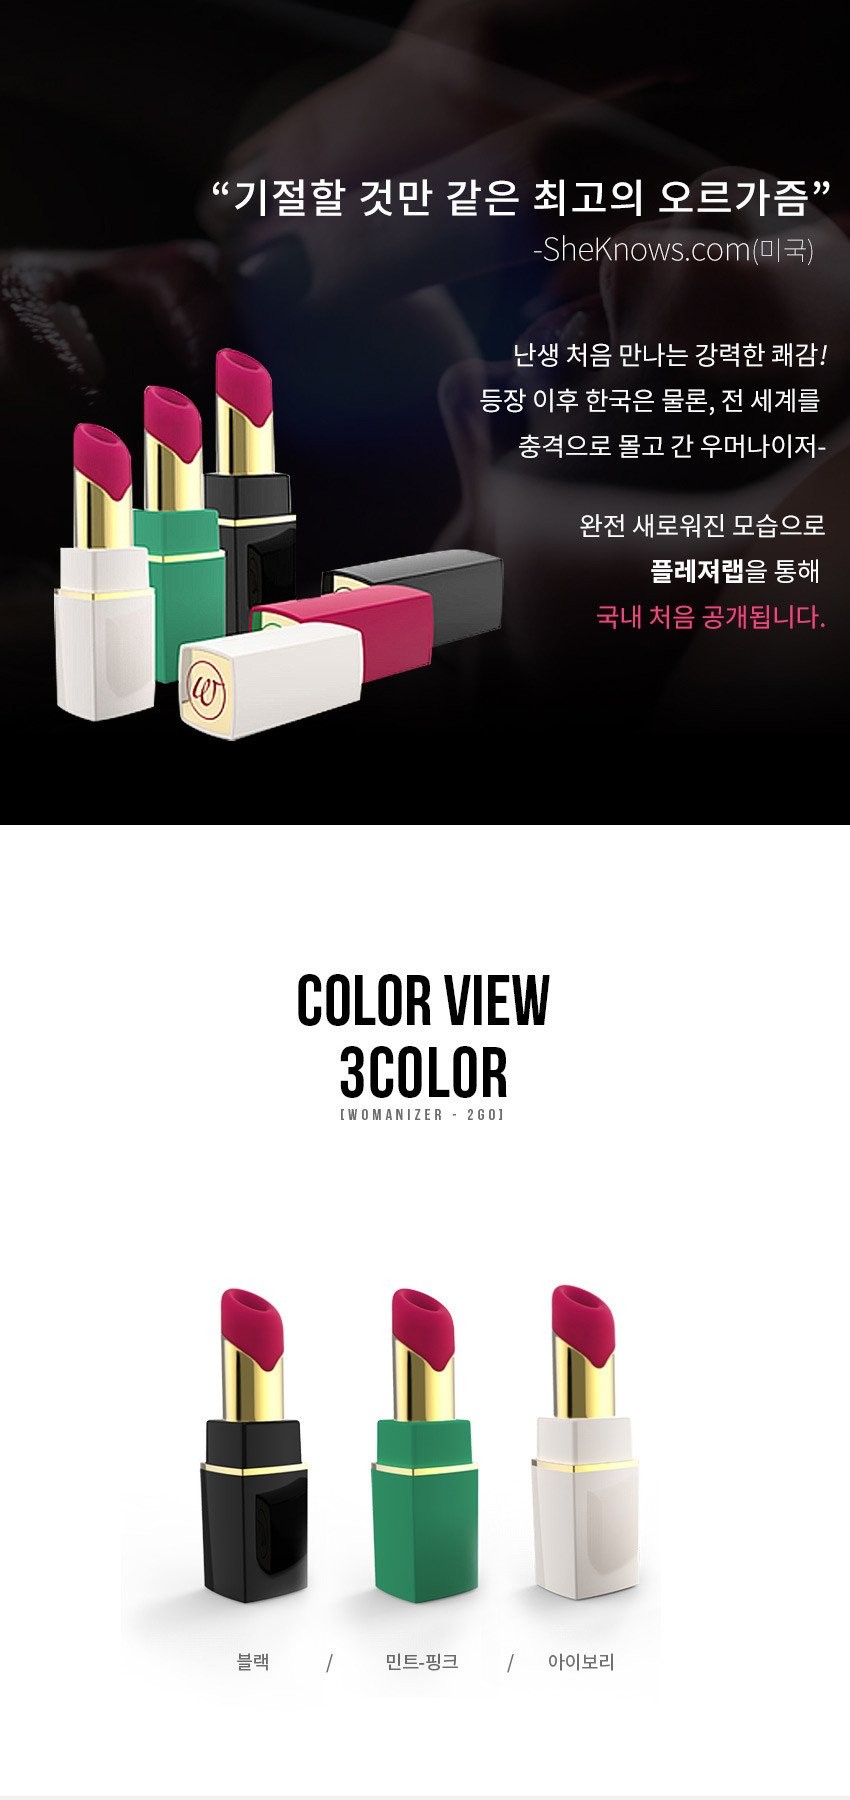 “기절할 것만 같은 최고의 오르가즘”
-SheKnows.com(미국)
난생 처음 만나는 강력한 쾌감!
등장 이후 한국은 물론, 전 세계를
충격으로 몰고 간 우머나이저-
완전 새로워진 모습으로
플레져랩을 통해
국내 처음 공개됩니다.
w
COLOR VIEW
3COLOR
[WOMANIZER - 2GO]
블랙 / 민트-핑크 / 아이보리